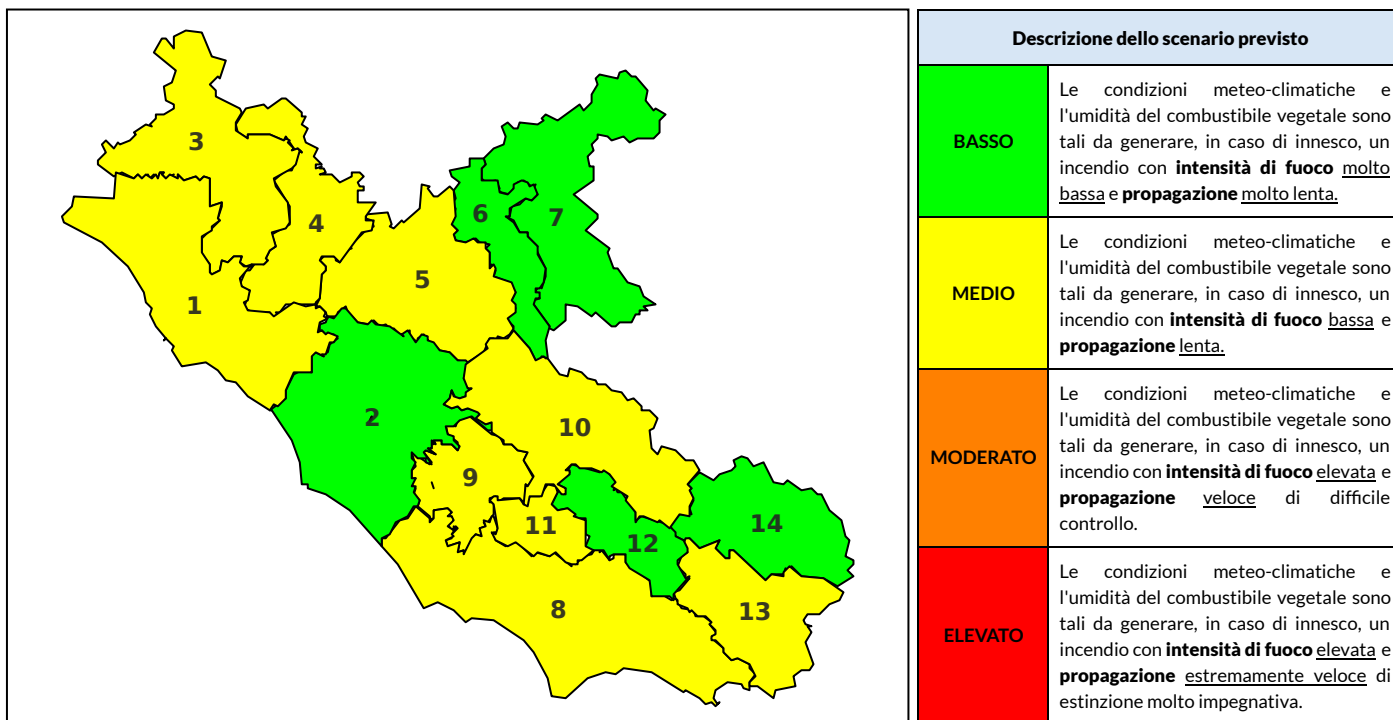 3
4
6
7
5
1
2
10
9
11
12
14
8
13
Descrizione dello scenario previsto
BASSO
Le condizioni meteo-climatiche e
l'umidità del combustibile vegetale sono
tali da generare, in caso di innesco, un
incendio con intensità di fuoco molto
bassa e propagazione molto lenta.
MEDIO
Le condizioni meteo-climatiche e
l'umidità del combustibile vegetale sono
tali da generare, in caso di innesco, un
incendio con intensità di fuoco bassa e
propagazione lenta.
MODERATO
Le condizioni meteo-climatiche e
l'umidità del combustibile vegetale sono
tali da generare, in caso di innesco, un
incendio con intensità di fuoco elevata e
propagazione veloce di difficile
controllo.
ELEVATO
Le condizioni meteo-climatiche e
l'umidità del combustibile vegetale sono
tali da generare, in caso di innesco, un
incendio con intensità di fuoco elevata e
propagazione estremamente veloce di
estinzione molto impegnativa.